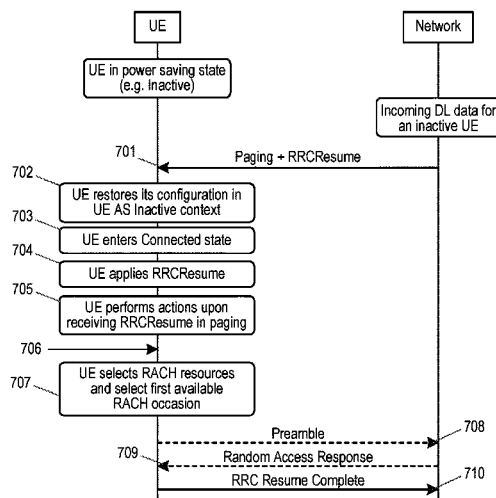 UE
Network
UE in power saving state
(e.g. Inactive)
Incoming DL data for
an inactive UE
701
Paging + RRCResume
702
UE restores its configuration in
UE AS Inactive context
703
UE enters Connected state
704
UE applies RRCResume
705
UE performs actions upon
receiving RRCResume in paging
706
707
UE selects RACH resources
and select first available
RACH occasion
Preamble
708
709
Random Access Response
RRC Resume Complete
710